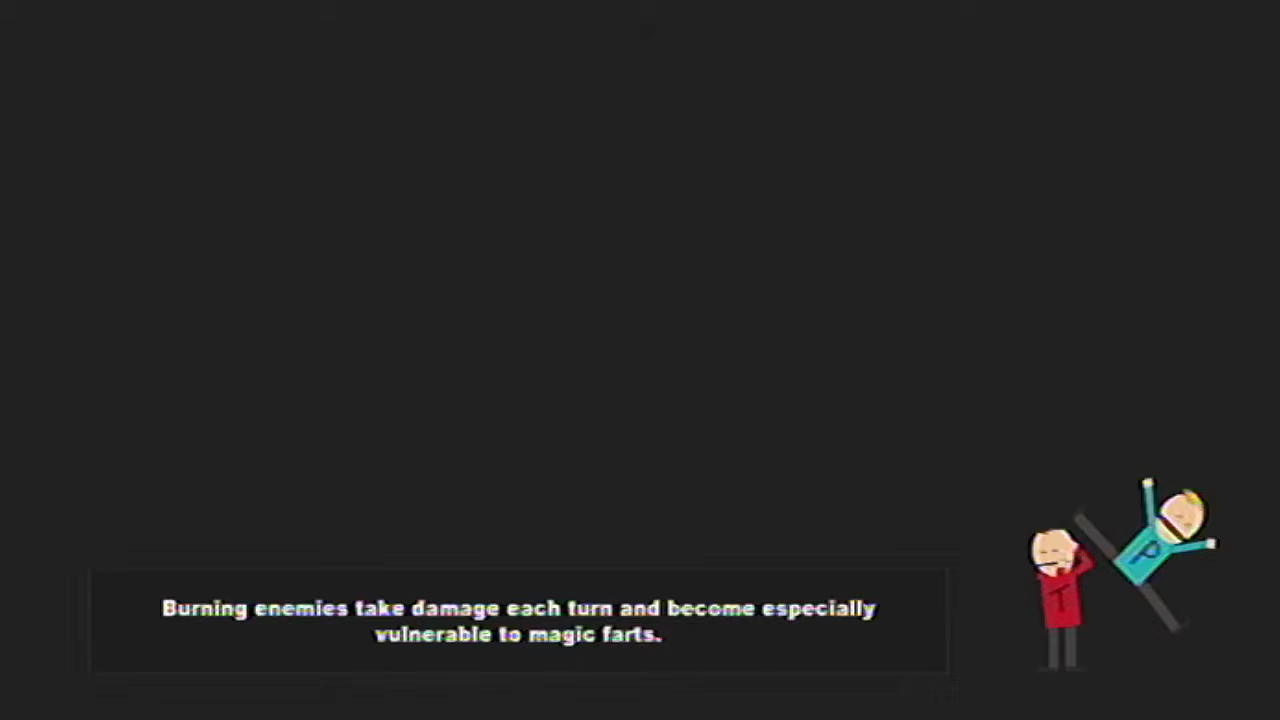 Burning enemies take damage each turn and become especially
vulnerable to magic farts.
T
P